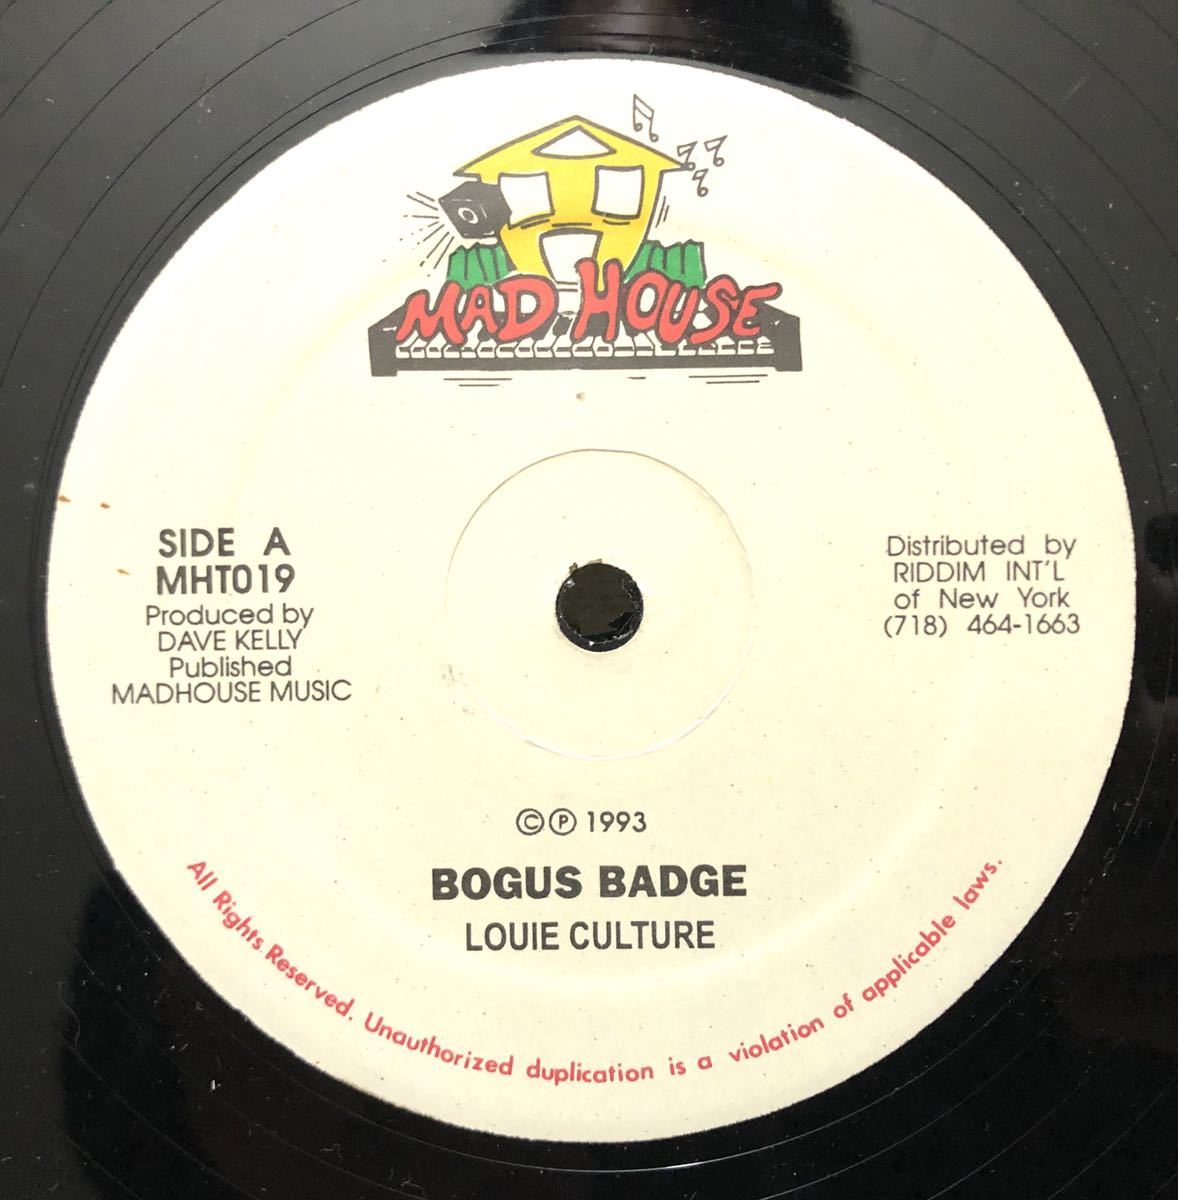 MAD HOUSE
SIDE A
MHT019
Produced by
DAVE KELLY
Published
MADHOUSE MUSIC
Distributed by
RIDDIM INT'L
of New York
(718) 464-1663
©℗ 1993
BOGUS BADGE
LOUIE CULTURE
All Rights Reserved. Unauthorized duplication is a violation of applicable laws.